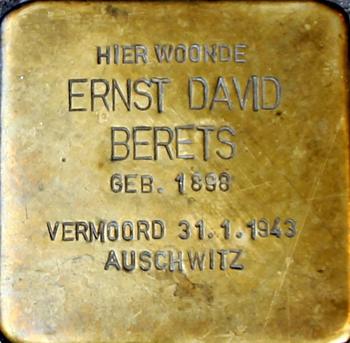 HIER WOONDE
ERNST DAVID
BERETS
GEB. 1898
VERMOORD 31.1.1943
AUSCHWITZ